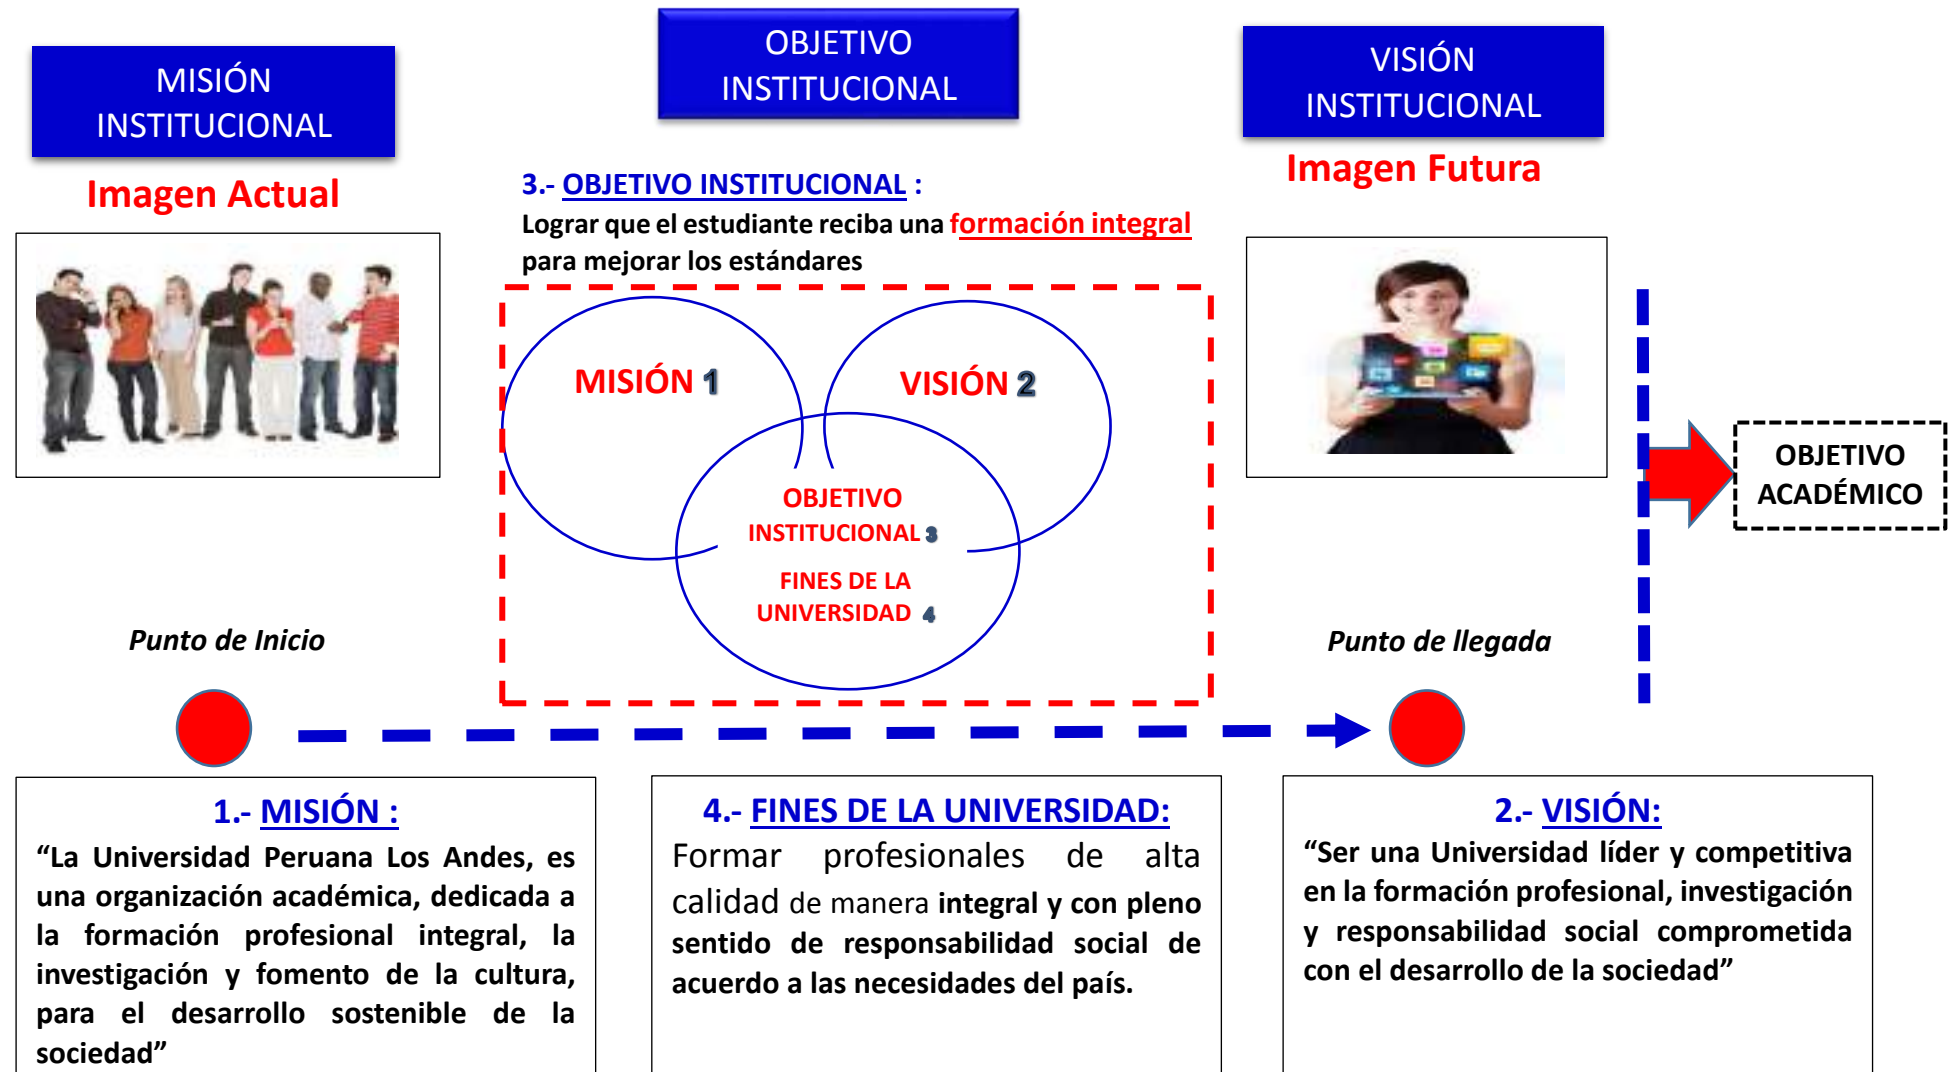 MISIÓN
INSTITUCIONAL
Imagen Actual
OBJETIVO
INSTITUCIONAL
VISIÓN
INSTITUCIONAL
Imagen Futura
3.- OBJETIVO INSTITUCIONAL :
Lograr que el estudiante reciba una formación integral
para mejorar los estándares
MISIÓN 1
VISIÓN 2
OBJETIVO
INSTITUCIONAL 3
FINES DE LA
UNIVERSIDAD 4
OBJETIVO
ACADÉMICO
Punto de Inicio
Punto de llegada
1.- MISIÓN :
“La Universidad Peruana Los Andes, es
una organización académica, dedicada a
la formación profesional integral, la
investigación y fomento de la cultura,
para el desarrollo sostenible de la
sociedad”
4.- FINES DE LA UNIVERSIDAD:
Formar profesionales de alta
calidad de manera integral y con pleno
sentido de responsabilidad social de
acuerdo a las necesidades del país.
2.- VISIÓN:
“Ser una Universidad líder y competitiva
en la formación profesional, investigación
y responsabilidad social comprometida
con el desarrollo de la sociedad”